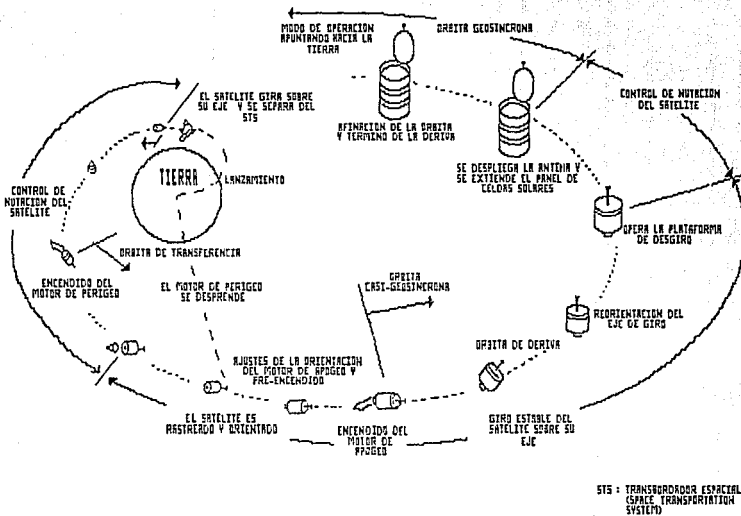 MODO DE OPERACION
APUNTANDO HACIA LA
TIERRA
ORBITA GEOSINCRONA
EL SATELITE GIRA SOBRE
SU EJE Y SE SEPARA DEL
STS
CONTROL DE NUTACION
DEL SATELITE
AFINACION DE LA ORBITA
Y TERMINO DE LA DERIVA
SE DESPLIEGA LA ANTENA Y
SE EXTIENDE EL PANEL DE
CELDAS SOLARES
TIERRA
LANZAMIENTO
CONTROL DE
NUTACION DEL
SATELITE
OPERA LA PLATAFORMA
DE DESGIRO
ORBITA DE TRANSFERENCIA
ENCENDIDO DEL
MOTOR DE PERIGEO
EL MOTOR DE PERIGEO
SE DESPRENDE
ORBITA
CASI-GEOSINCRONA
REORIENTACION DEL
EJE DE GIRO
ORBITA DE DERIVA
AJUSTES DE LA ORIENTACION
DEL MOTOR DE APOGEO Y
PRE-ENCENDIDO
EL SATELITE ES
RASTREADO Y ORIENTADO
ENCENDIDO DEL
MOTOR DE
APOGEO
GIRO ESTABLE DEL
SATELITE SOBRE SU
EJE
STS : TRANSBORDADOR ESPACIAL
(SPACE TRANSPORTATION
SYSTEM)